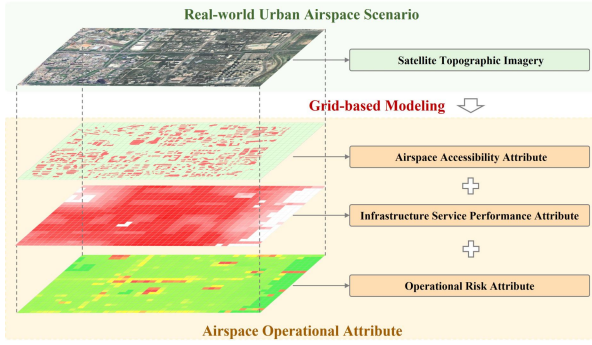 Real-world Urban Airspace Scenario
Satellite Topographic Imagery
Grid-based Modeling
Airspace Accessibility Attribute
Infrastructure Service Performance Attribute
Operational Risk Attribute
Airspace Operational Attribute